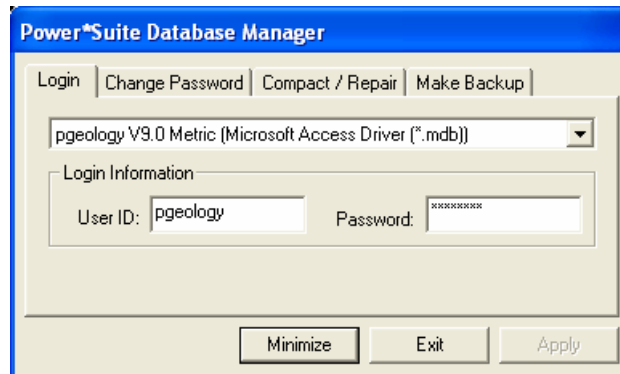 Power*Suite Database Manager
Login Change Password Compact / Repair Make Backup
pgeology V9.0 Metric (Microsoft Access Driver (*.mdb))
Login Information
User ID: pgeology Password: ********
Minimize Exit Apply